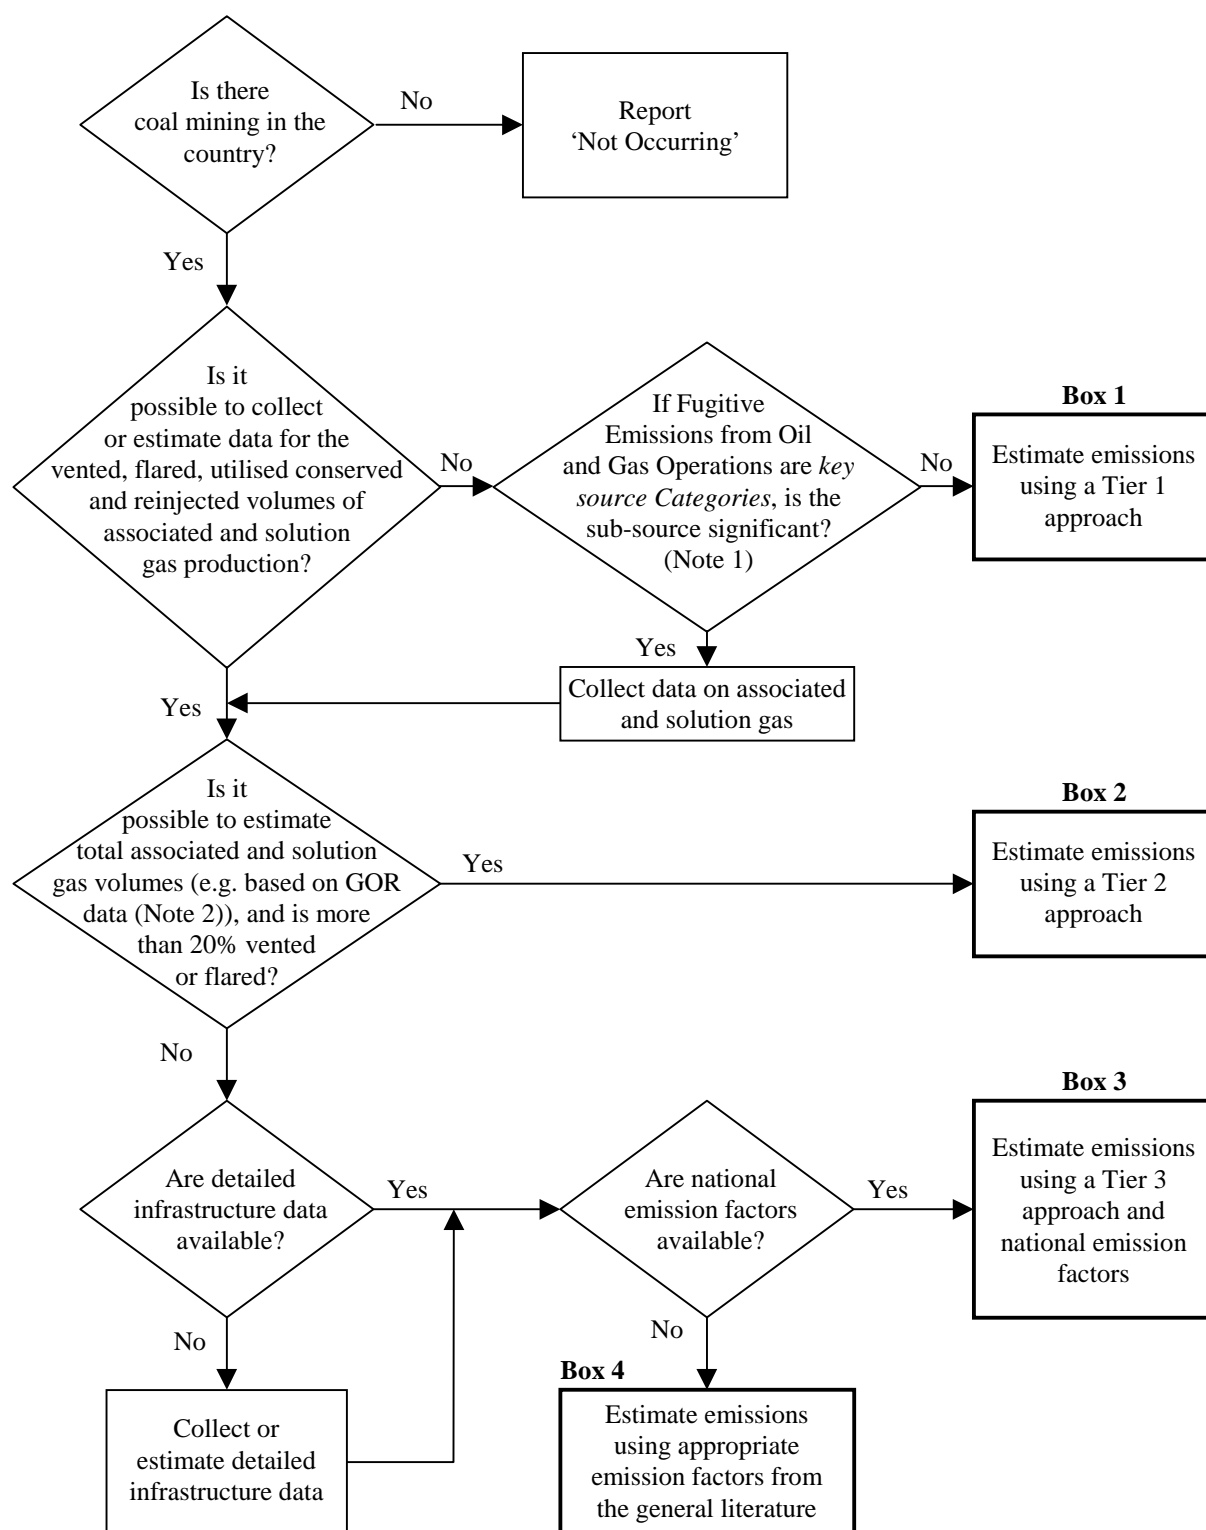 Is there
coal mining in the
country?
No
Report
‘Not Occurring’
Yes
Is it
possible to collect
or estimate data for the
vented, flared, utilised conserved
and reinjected volumes of
associated and solution
gas production?
No
If Fugitive
Emissions from Oil
and Gas Operations are key
source Categories, is the
sub-source significant?
(Note 1)
No
Box 1
Estimate emissions
using a Tier 1
approach
Yes
Collect data on associated
and solution gas
Yes
Is it
possible to estimate
total associated and solution
gas volumes (e.g. based on GOR
data (Note 2)), and is more
than 20% vented
or flared?
Yes
Box 2
Estimate emissions
using a Tier 2
approach
No
Are detailed
infrastructure data
available?
Yes
Are national
emission factors
available?
Yes
Box 3
Estimate emissions
using a Tier 3
approach and
national emission
factors
No
Collect or
estimate detailed
infrastructure data
No
Box 4
Estimate emissions
using appropriate
emission factors from
the general literature